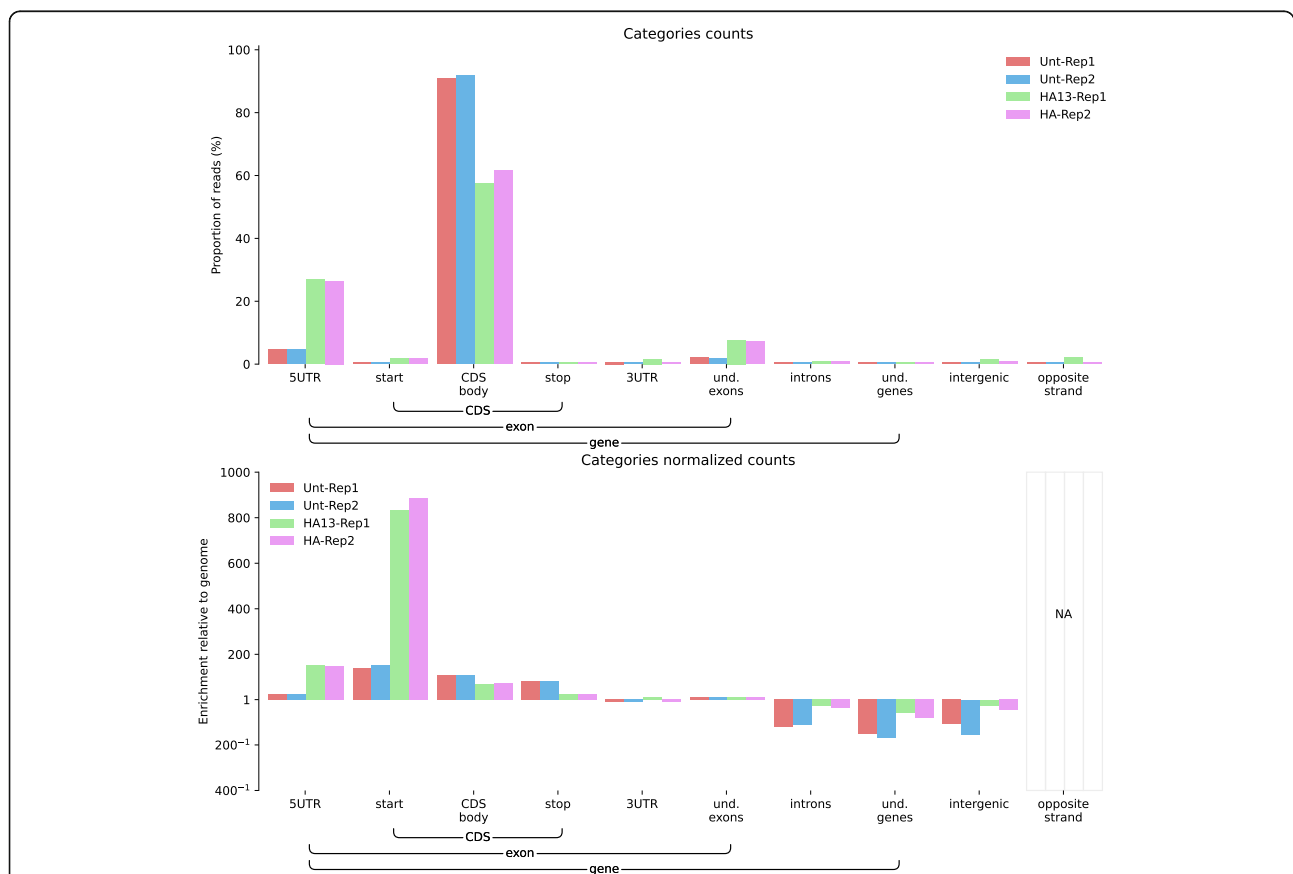 Categories counts
100
80
60
40
20
0
Proportion of reads (%)
Unt-Rep1
Unt-Rep2
HA13-Rep1
HA-Rep2
5UTR start CDS body stop 3UTR und. exons introns und. genes intergenic opposite strand
CDS
exon
gene
Categories normalized counts
1000
800
600
400
200
1
200⁻¹
400⁻¹
Enrichment relative to genome
Unt-Rep1
Unt-Rep2
HA13-Rep1
HA-Rep2
NA
5UTR start CDS body stop 3UTR und. exons introns und. genes intergenic opposite strand
CDS
exon
gene